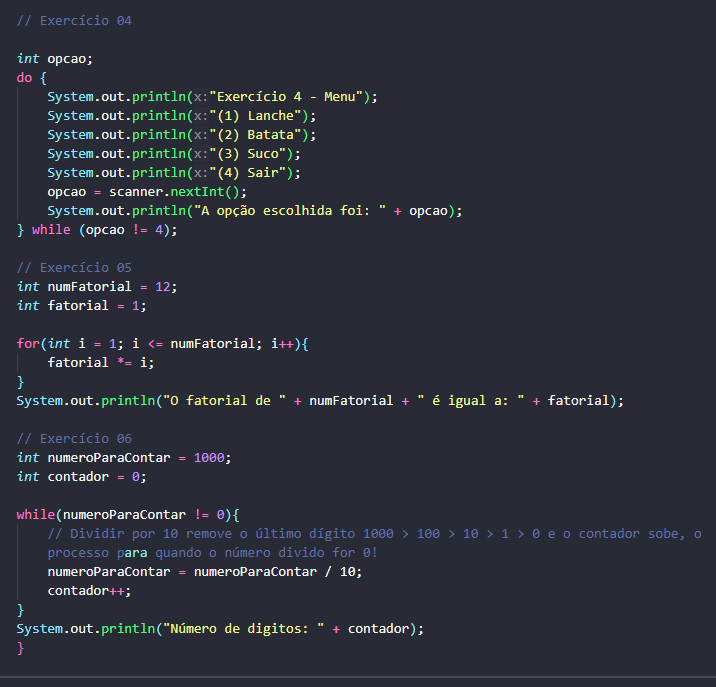 // Exercício 04
int opcao;
do {
System.out.println(x:"Exercício 4 - Menu");
System.out.println(x:"(1) Lanche");
System.out.println(x:"(2) Batata");
System.out.println(x:"(3) Suco");
System.out.println(x:"(4) Sair");
opcao = scanner.nextInt();
System.out.println("A opção escolhida foi: " + opcao);
} while (opcao != 4);
// Exercício 05
int numFatorial = 12;
int fatorial = 1;
for(int i = 1; i <= numFatorial; i++){
fatorial *= i;
}
System.out.println("O fatorial de " + numFatorial + " é igual a: " + fatorial);
// Exercício 06
int numeroParaContar = 1000;
int contador = 0;
while(numeroParaContar != 0){
// Dividir por 10 remove o último dígito 1000 > 100 > 10 > 1 > 0 e o contador sobe, o
processo para quando o número divido for 0!
numeroParaContar = numeroParaContar / 10;
contador++;
}
System.out.println("Número de digitos: " + contador);
}